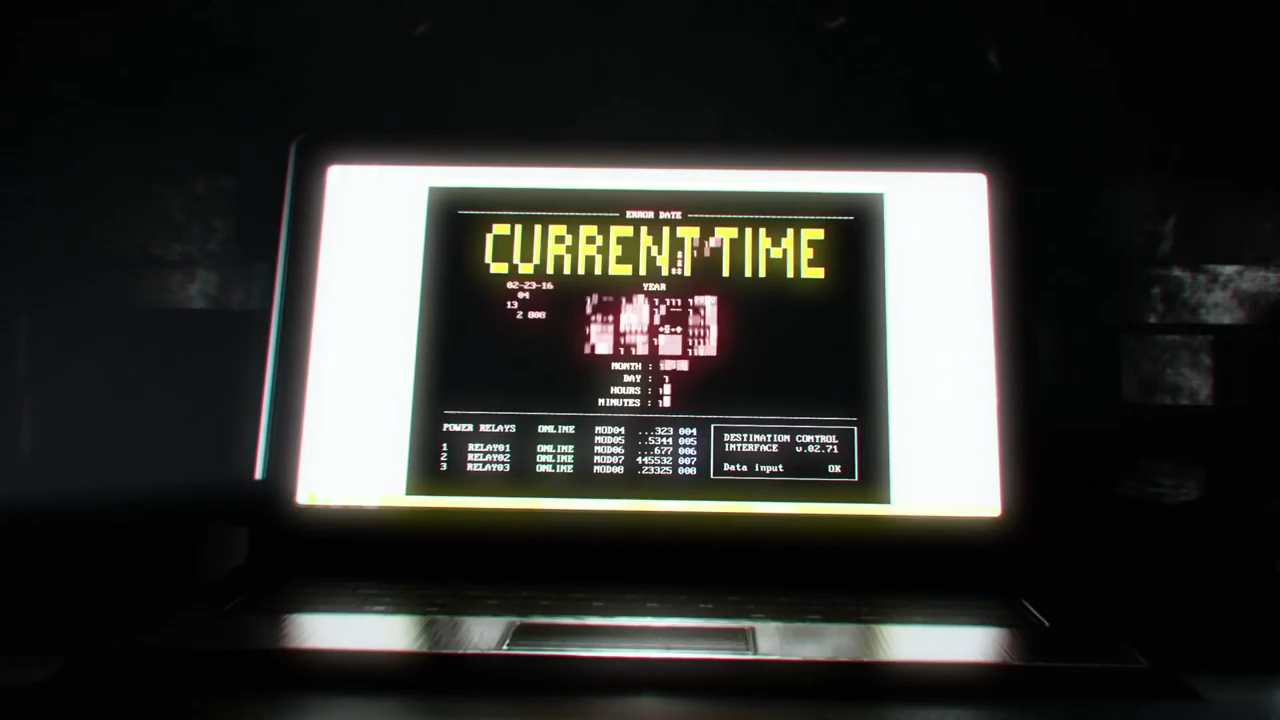 ERROR DATE
CURRENT TIME
02-23-16
04
13
2 808
YEAR
MONTH :
DAY :
HOURS :
MINUTES :
POWER RELAYS ONLINE
1 RELAY01 ONLINE
2 RELAY02 ONLINE
3 RELAY03 ONLINE
MOD04 ...323 004
MOD05 ..5344 005
MOD06 ...677 006
MOD07 445532 007
MOD08 .23325 008
DESTINATION CONTROL
INTERFACE v.02.71
Data input OK